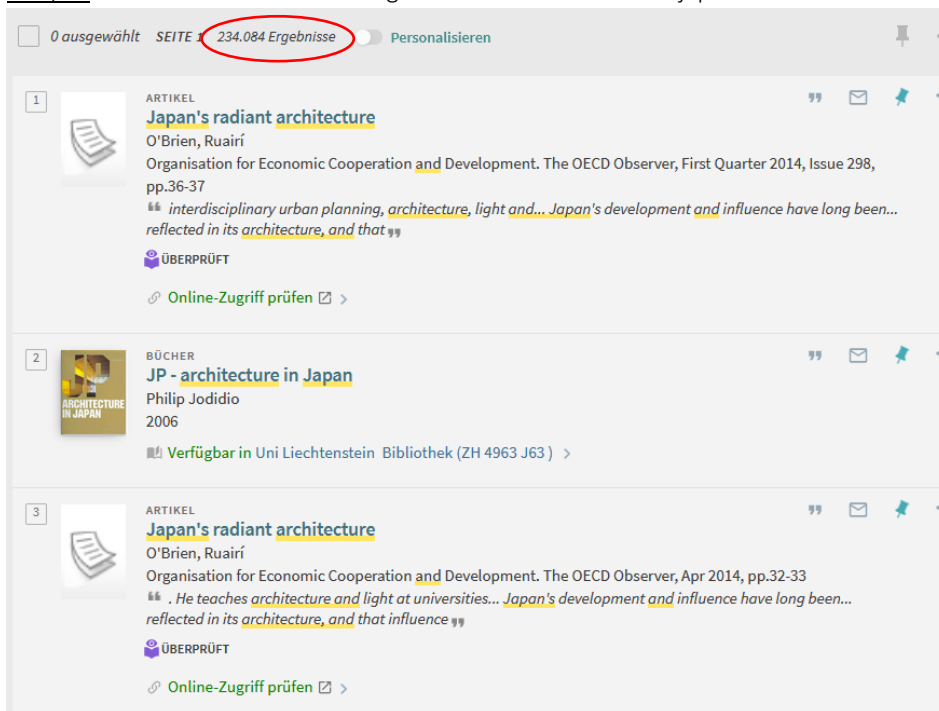 0 ausgewählt SEITE 1 234.084 Ergebnisse Personalisieren
1
ARTIKEL
Japan's radiant architecture
O'Brien, Ruairí
Organisation for Economic Cooperation and Development. The OECD Observer, First Quarter 2014, Issue 298,
pp.36-37
❝ interdisciplinary urban planning, architecture, light and... Japan's development and influence have long been...
reflected in its architecture, and that ❞
ÜBERPRÜFT
Online-Zugriff prüfen
2
JP
ARCHITECTURE
IN JAPAN
BÜCHER
JP - architecture in Japan
Philip Jodidio
2006
Verfügbar in Uni Liechtenstein Bibliothek (ZH 4963 J63 )
3
ARTIKEL
Japan's radiant architecture
O'Brien, Ruairí
Organisation for Economic Cooperation and Development. The OECD Observer, Apr 2014, pp.32-33
❝ . He teaches architecture and light at universities... Japan's development and influence have long been...
reflected in its architecture, and that influence ❞
ÜBERPRÜFT
Online-Zugriff prüfen